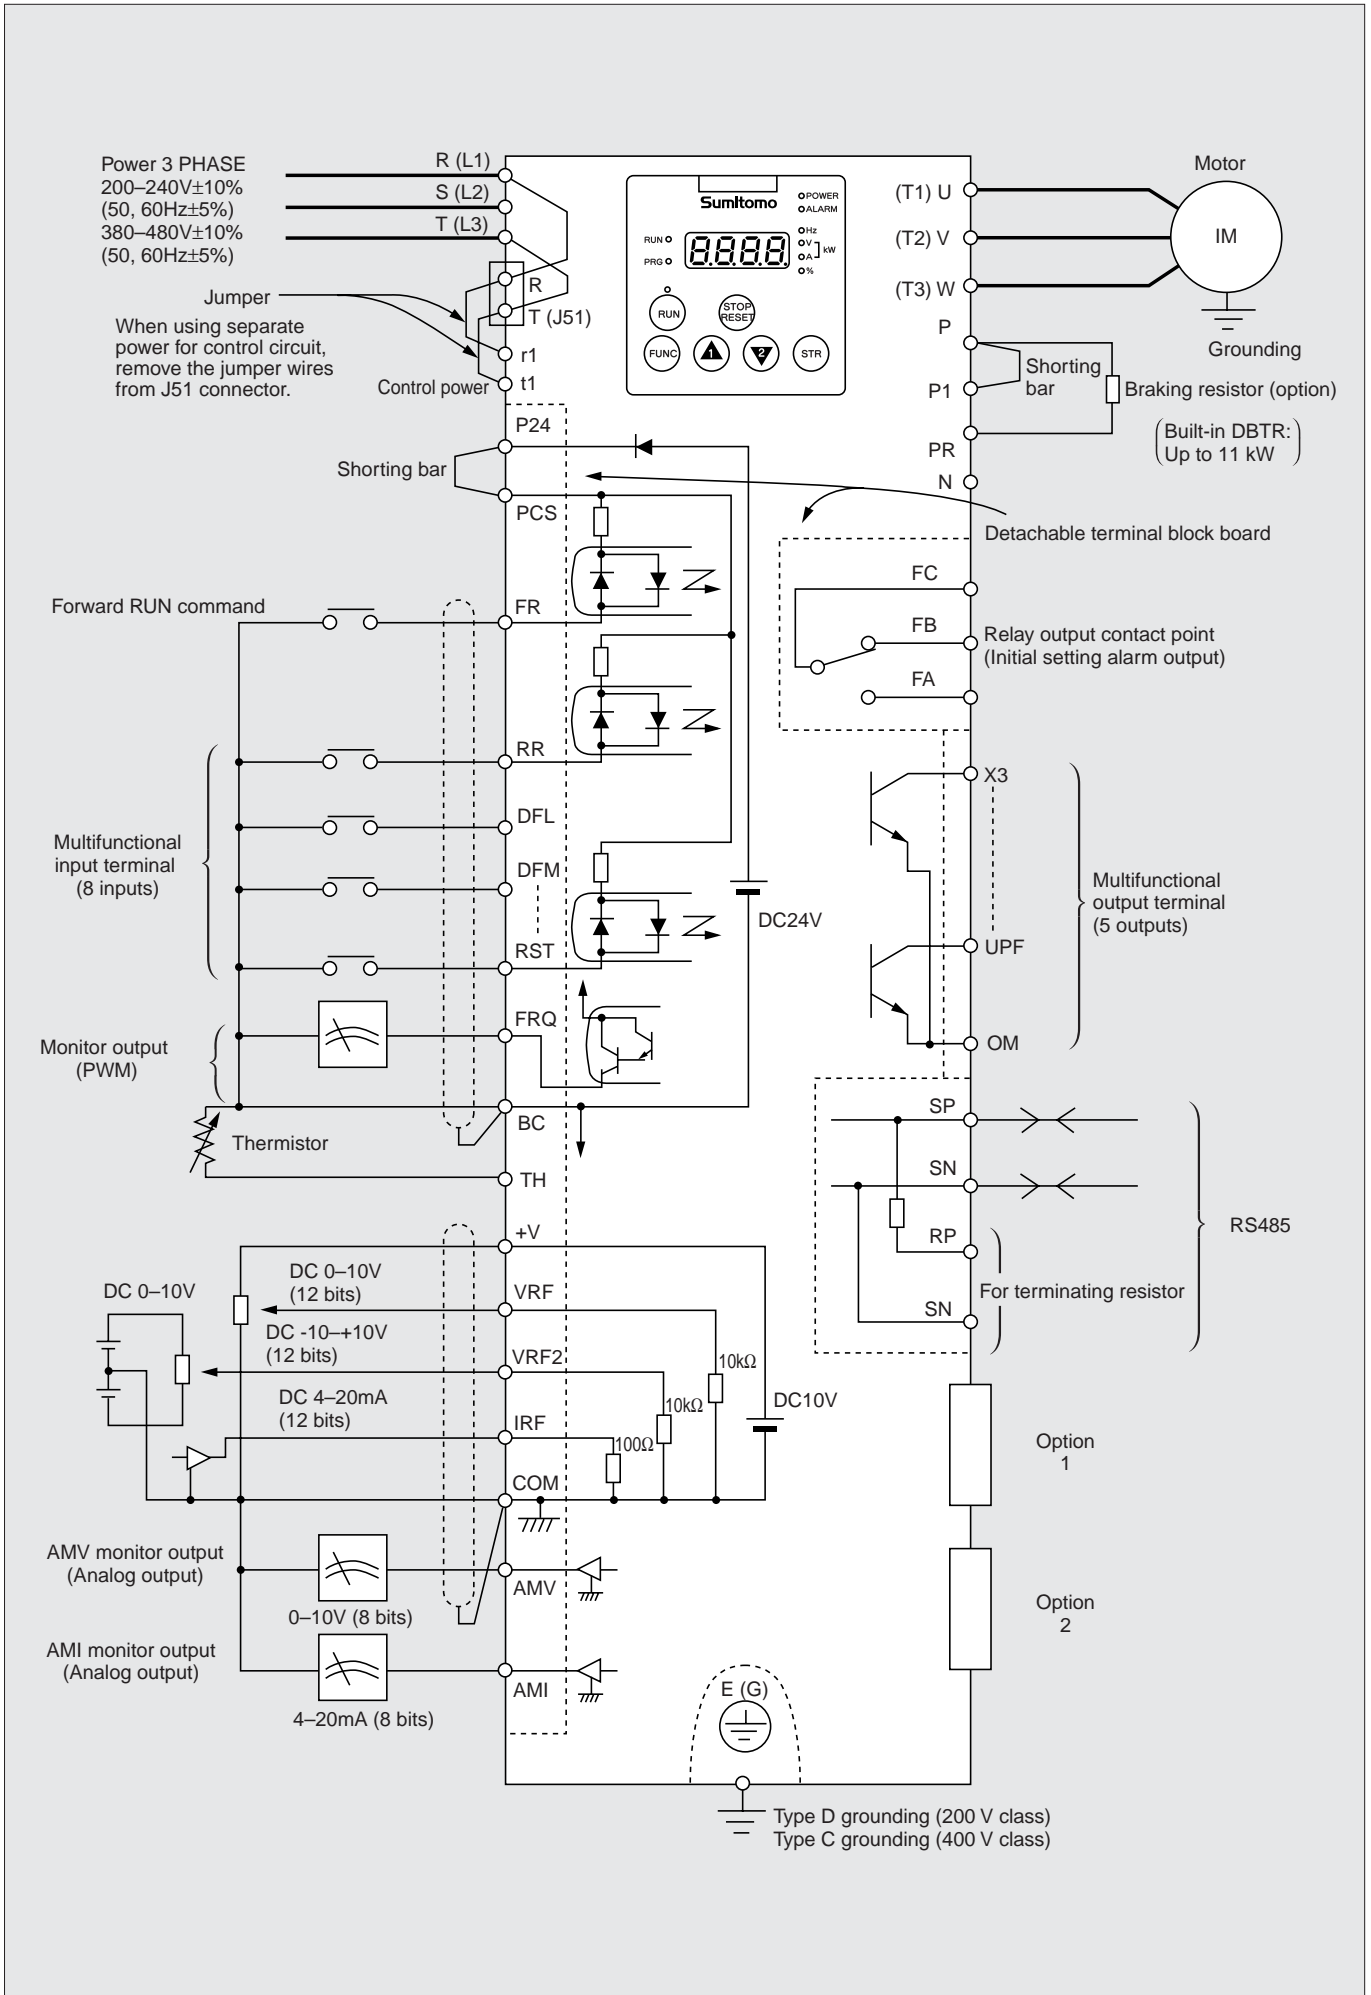 Power 3 PHASE
200–240V±10%
(50, 60Hz±5%)
380–480V±10%
(50, 60Hz±5%)
R (L1)
S (L2)
T (L3)
Jumper
R
T (J51)
When using separate
power for control circuit,
remove the jumper wires
from J51 connector.
r1
Control power
t1
SumItomo
POWER
ALARM
RUN
PRG
8.8.8.8
Hz
V
A
kW
%
RUN
STOP
RESET
FUNC
1
2
STR
Motor
(T1) U
(T2) V
IM
(T3) W
P
Grounding
Shorting
bar
P1
Braking resistor (option)
Built-in DBTR:
Up to 11 kW
PR
N
P24
Shorting bar
PCS
Detachable terminal block board
FC
FB
Relay output contact point
(Initial setting alarm output)
FA
Forward RUN command
FR
RR
DFL
Multifunctional
input terminal
(8 inputs)
DFM
RST
DC24V
X3
Multifunctional
output terminal
(5 outputs)
UPF
OM
FRQ
Monitor output
(PWM)
BC
Thermistor
TH
SP
SN
RP
SN
RS485
For terminating resistor
+V
DC 0–10V
DC 0–10V
(12 bits)
VRF
DC -10–+10V
(12 bits)
VRF2
DC 4–20mA
(12 bits)
IRF
10kΩ
10kΩ
100Ω
DC10V
COM
Option
1
AMV monitor output
(Analog output)
AMV
0–10V (8 bits)
Option
2
AMI monitor output
(Analog output)
AMI
4–20mA (8 bits)
E (G)
Type D grounding (200 V class)
Type C grounding (400 V class)